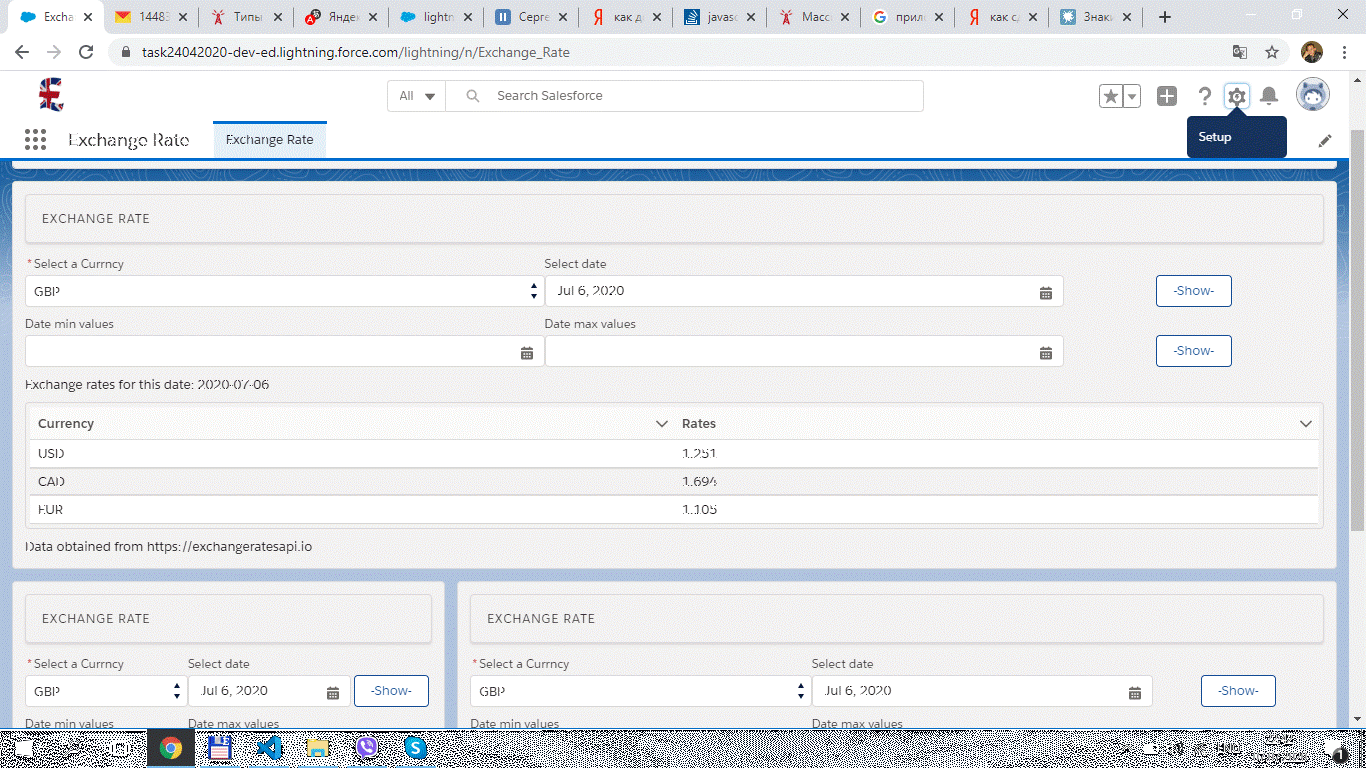 Excha
1448
Типы
Яндек
lightn
Серге
как д
javasc
Масс
прил
как сд
Знаки
task24042020-dev-ed.lightning.force.com/lightning/n/Exchange_Rate
All
Search Salesforce
Exchange Rate
Exchange Rate
Setup
EXCHANGE RATE
*Select a Currncy Select date
GBP Jul 6, 2020 -Show-
Date min values Date max values
-Show-
Exchange rates for this date: 2020-07-06
Currency Rates
USD 1.251
CAD 1.694
EUR 1.105
Data obtained from https://exchangeratesapi.io
EXCHANGE RATE EXCHANGE RATE
*Select a Currncy Select date *Select a Currncy Select date
GBP Jul 6, 2020 -Show- GBP Jul 6, 2020 -Show-
Date min values Date max values Date min values Date max values